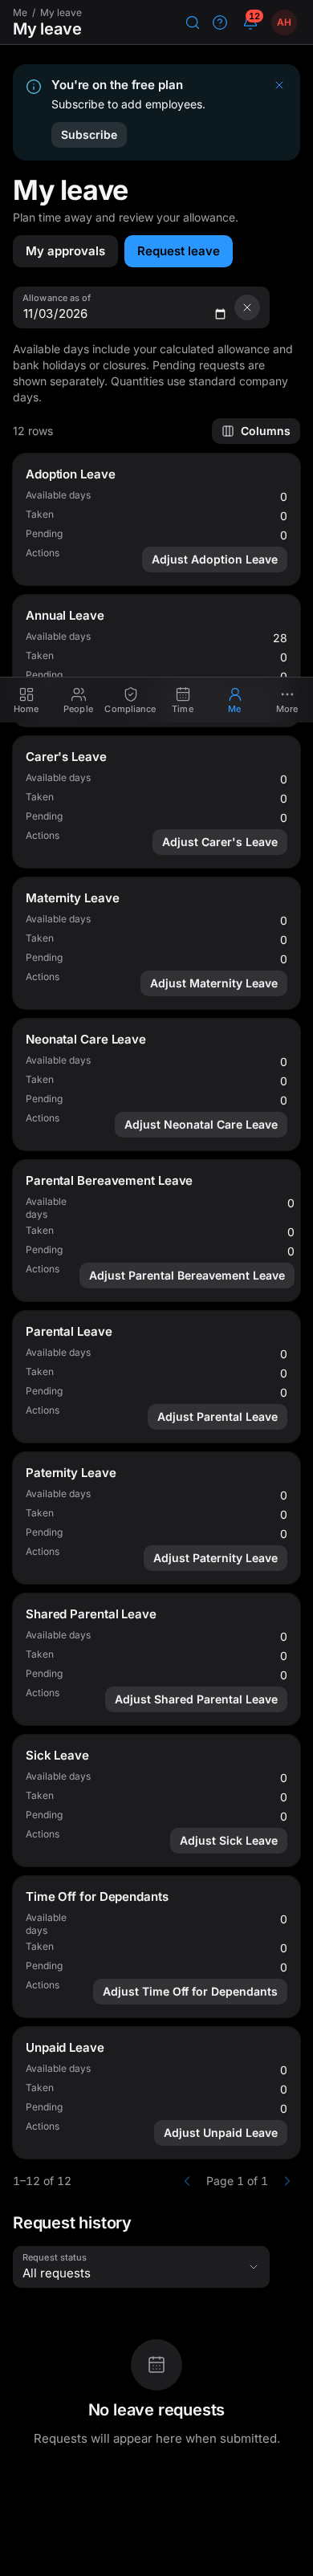 Me / My leave
My leave
12
AH
You're on the free plan
Subscribe to add employees.
Subscribe
My leave
Plan time away and review your allowance.
My approvals
Request leave
Allowance as of
11/03/2026
Available days include your calculated allowance and
bank holidays or closures. Pending requests are
shown separately. Quantities use standard company
days.
12 rows
Columns
Adoption Leave
Available days 0
Taken 0
Pending 0
Actions Adjust Adoption Leave
Annual Leave
Available days 28
Taken 0
Pending 0
Home People Compliance Time Me More
Carer's Leave
Available days 0
Taken 0
Pending 0
Actions Adjust Carer's Leave
Maternity Leave
Available days 0
Taken 0
Pending 0
Actions Adjust Maternity Leave
Neonatal Care Leave
Available days 0
Taken 0
Pending 0
Actions Adjust Neonatal Care Leave
Parental Bereavement Leave
Available 0
days
Taken 0
Pending 0
Actions Adjust Parental Bereavement Leave
Parental Leave
Available days 0
Taken 0
Pending 0
Actions Adjust Parental Leave
Paternity Leave
Available days 0
Taken 0
Pending 0
Actions Adjust Paternity Leave
Shared Parental Leave
Available days 0
Taken 0
Pending 0
Actions Adjust Shared Parental Leave
Sick Leave
Available days 0
Taken 0
Pending 0
Actions Adjust Sick Leave
Time Off for Dependants
Available 0
days
Taken 0
Pending 0
Actions Adjust Time Off for Dependants
Unpaid Leave
Available days 0
Taken 0
Pending 0
Actions Adjust Unpaid Leave
1–12 of 12
Page 1 of 1
Request history
Request status
All requests
No leave requests
Requests will appear here when submitted.